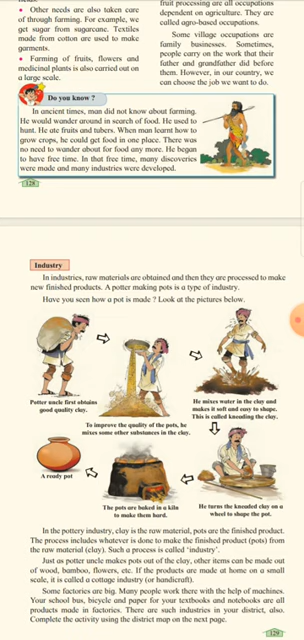 • Other needs are also taken care
of through farming. For example, we
get sugar from sugarcane. Textiles
made from cotton are used to make
garments.
• Farming of fruits, flowers and
medicinal plants is also carried out on
a large scale.
fruit processing are all occupations
dependent on agriculture. They are
called agro-based occupations.
Some village occupations are
family businesses. Sometimes,
people carry on the work that their
father and grandfather did before
them. However, in our country, we
can choose the job we want to do.
Do you know ?
In ancient times, man did not know about farming.
He would wander around in search of food. He used to
hunt. He ate fruits and tubers. When man learnt how to
grow crops, he could get food in one place. There was
no need to wander about for food any more. He began
to have free time. In that free time, many discoveries
were made and many industries were developed.
128
Industry
In industries, raw materials are obtained and then they are processed to make
new finished products. A potter making pots is a type of industry.
Have you seen how a pot is made ? Look at the pictures below.
Potter uncle first obtains
good quality clay.
To improve the quality of the pots, he
mixes some other substances in the clay.
He mixes water in the clay and
makes it soft and easy to shape.
This is called kneading the clay.
A ready pot
The pots are baked in a kiln
to make them hard.
He turns the kneaded clay on a
wheel to shape the pot.
In the pottery industry, clay is the raw material, pots are the finished product.
The process includes whatever is done to make the finished product (pots) from
the raw material (clay). Such a process is called 'industry'.
Just as potter uncle makes pots out of the clay, other items can be made out
of wood, bamboo, flowers, etc. If the products are made at home on a small
scale, it is called a cottage industry (or handicraft).
Some factories are big. Many people work there with the help of machines.
Your school bus, bicycle and paper for your textbooks and notebooks are all
products made in factories. There are such industries in your district, also.
Complete the activity using the district map on the next page.
129